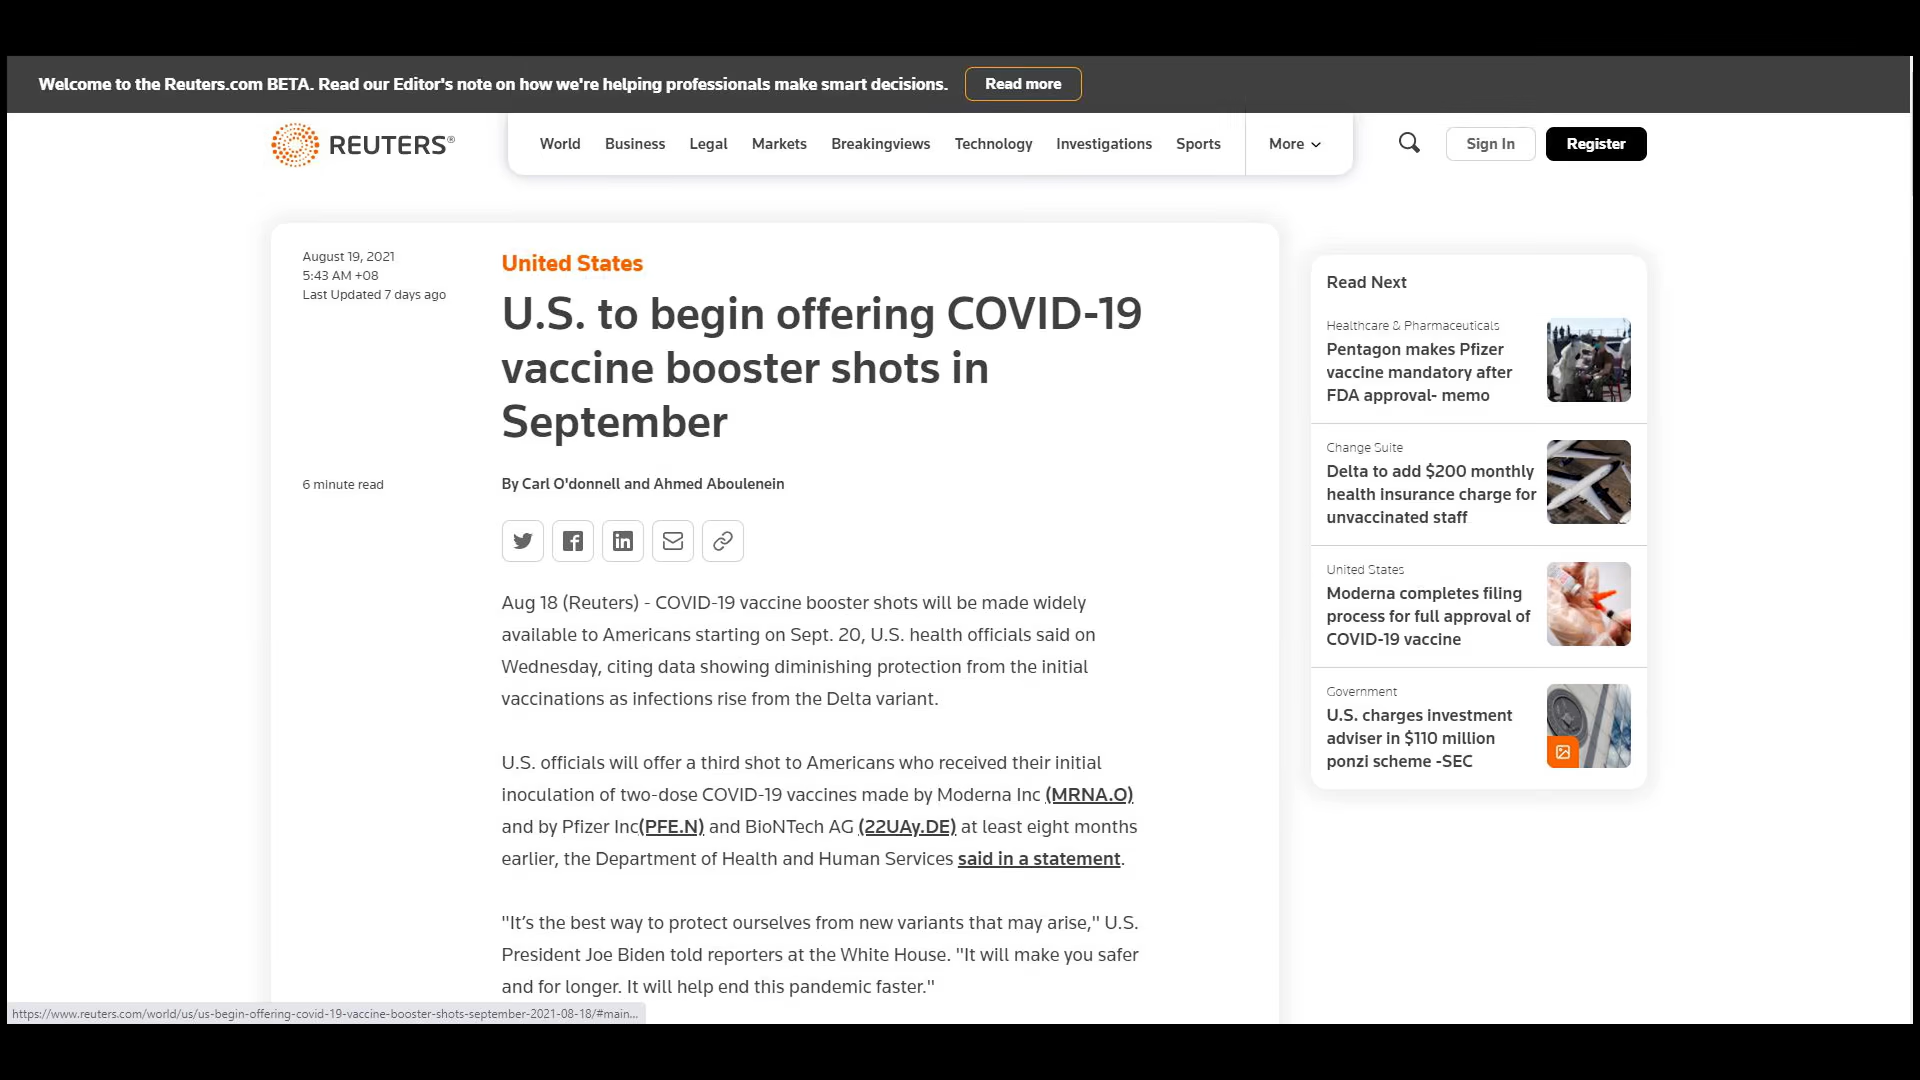 Welcome to the Reuters.com BETA. Read our Editor's note on how we're helping professionals make smart decisions.
Read more
REUTERS®
World
Business
Legal
Markets
Breakingviews
Technology
Investigations
Sports
More
Sign In
Register
August 19, 2021
5:43 AM +08
Last Updated 7 days ago
United States
U.S. to begin offering COVID-19
vaccine booster shots in
September
6 minute read
By Carl O'donnell and Ahmed Aboulenein
Aug 18 (Reuters) - COVID-19 vaccine booster shots will be made widely
available to Americans starting on Sept. 20, U.S. health officials said on
Wednesday, citing data showing diminishing protection from the initial
vaccinations as infections rise from the Delta variant.
U.S. officials will offer a third shot to Americans who received their initial
inoculation of two-dose COVID-19 vaccines made by Moderna Inc (MRNA.O)
and by Pfizer Inc(PFE.N) and BioNTech AG (22UAy.DE) at least eight months
earlier, the Department of Health and Human Services said in a statement.
"It’s the best way to protect ourselves from new variants that may arise," U.S.
President Joe Biden told reporters at the White House. "It will make you safer
and for longer. It will help end this pandemic faster."
Read Next
Healthcare & Pharmaceuticals
Pentagon makes Pfizer
vaccine mandatory after
FDA approval- memo
Change Suite
Delta to add $200 monthly
health insurance charge for
unvaccinated staff
United States
Moderna completes filing
process for full approval of
COVID-19 vaccine
Government
U.S. charges investment
adviser in $110 million
ponzi scheme -SEC
https://www.reuters.com/world/us/us-begin-offering-covid-19-vaccine-booster-shots-september-2021-08-18/#main...